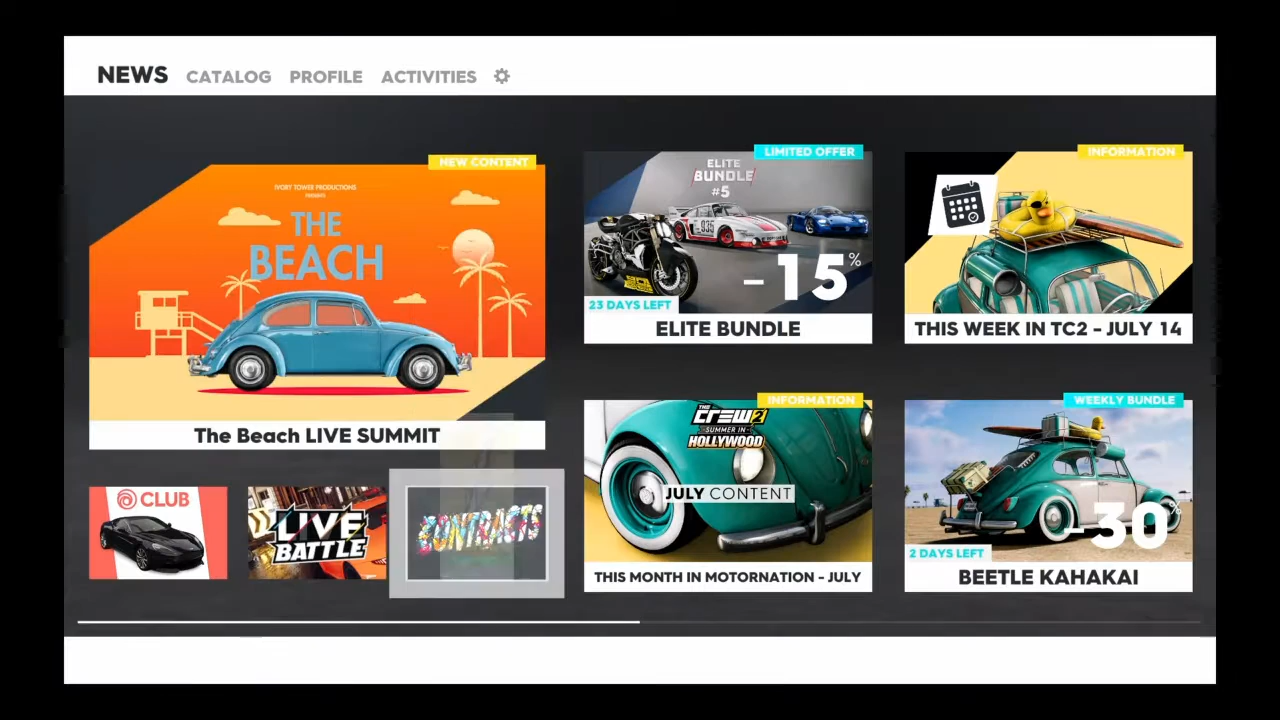 NEWS CATALOG PROFILE ACTIVITIES
NEW CONTENT
IVORY TOWER PRODUCTIONS
PRESENTS
THE
BEACH
The Beach LIVE SUMMIT
CLUB
LIVE
BATTLE
CONTRACTS
LIMITED OFFER
ELITE
BUNDLE
#5
935
-15%
23 DAYS LEFT
ELITE BUNDLE
INFORMATION
THIS WEEK IN TC2 - JULY 14
INFORMATION
THE
CREW 2
SUMMER IN
HOLLYWOOD
JULY CONTENT
THIS MONTH IN MOTORNATION - JULY
WEEKLY BUNDLE
-30%
2 DAYS LEFT
BEETLE KAHAKAI